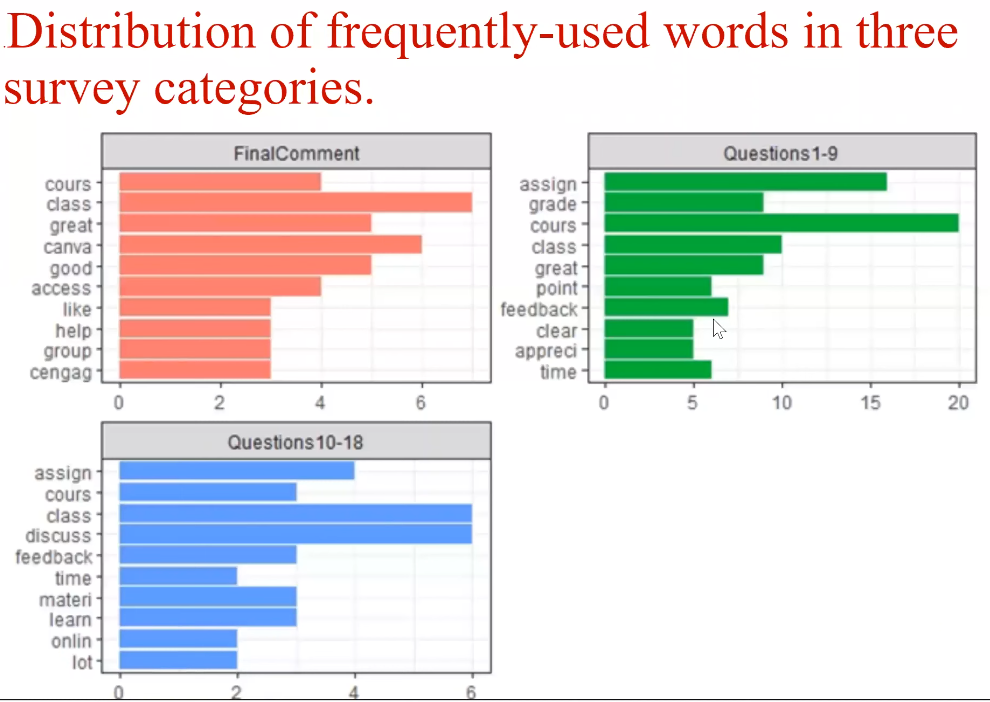 .Distribution of frequently-used words in three
survey categories.
FinalComment
cours
class
great
canva
good
access
like
help
group
cengag
0 2 4 6
Questions1-9
assign
grade
cours
class
great
point
feedback
clear
appreci
time
0 5 10 15 20
Questions10-18
assign
cours
class
discuss
feedback
time
materi
learn
onlin
lot
0 2 4 6